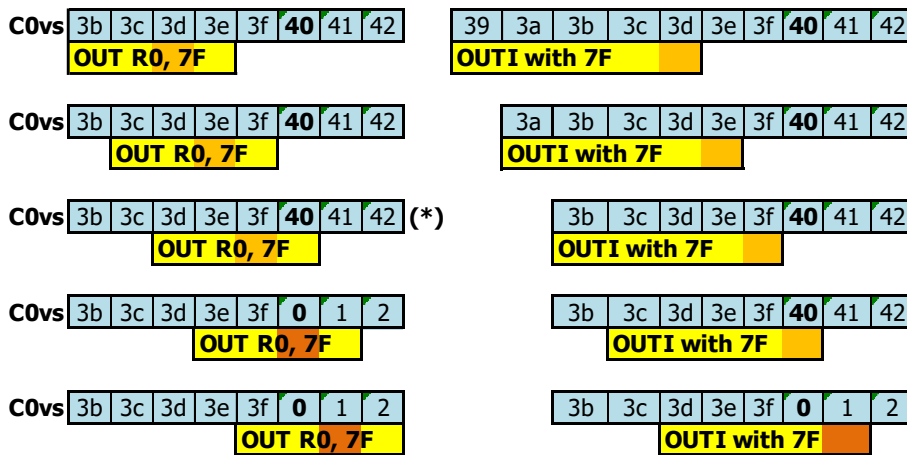 C0vs 3b 3c 3d 3e 3f 40 41 42 39 3a 3b 3c 3d 3e 3f 40 41 42
OUT R0, 7F OUTI with 7F
C0vs 3b 3c 3d 3e 3f 40 41 42 3a 3b 3c 3d 3e 3f 40 41 42
OUT R0, 7F OUTI with 7F
C0vs 3b 3c 3d 3e 3f 40 41 42 (*) 3b 3c 3d 3e 3f 40 41 42
OUT R0, 7F OUTI with 7F
C0vs 3b 3c 3d 3e 3f 0 1 2 3b 3c 3d 3e 3f 40 41 42
OUT R0, 7F OUTI with 7F
C0vs 3b 3c 3d 3e 3f 0 1 2 3b 3c 3d 3e 3f 0 1 2
OUT R0, 7F OUTI with 7F